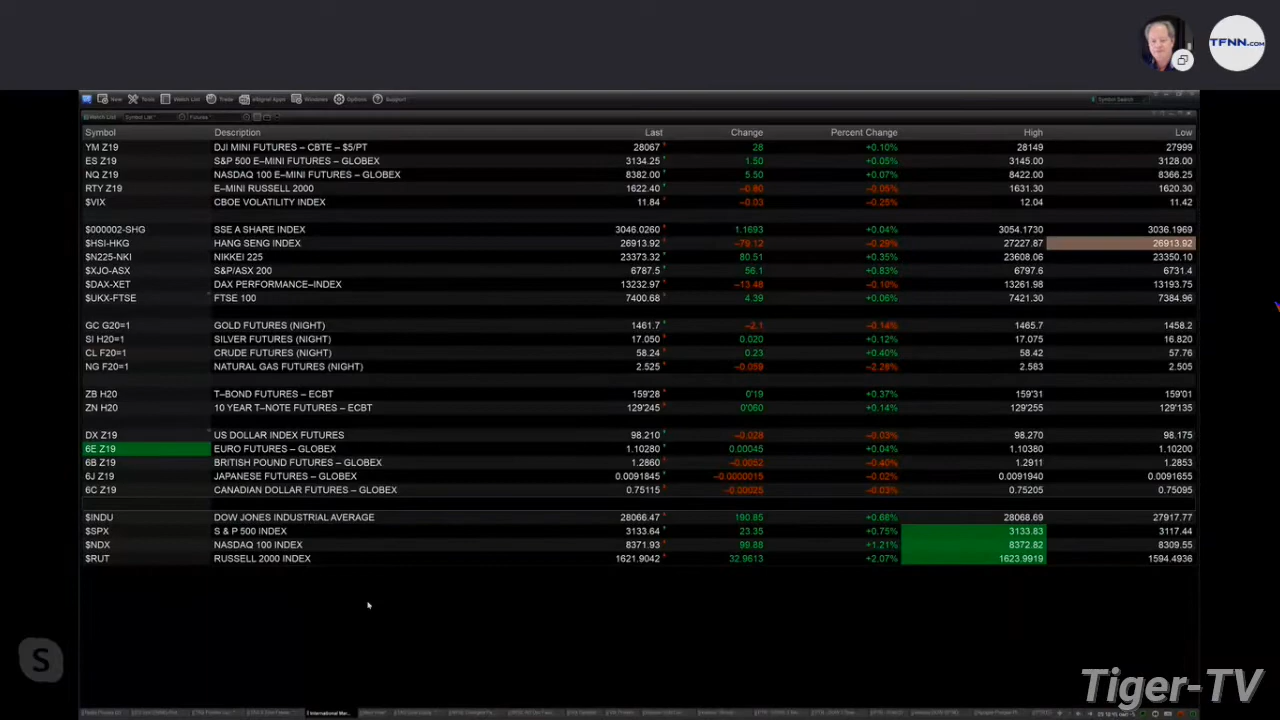 TFNN.COM
New Tools Watch List Trade eSignal Apps Windows Options Support Symbol Search
Watch List Symbol List Futures
Symbol Description Last Change Percent Change High Low
YM Z19 DJI MINI FUTURES – CBTE – $5/PT 28067 28 +0.10% 28149 27999
ES Z19 S&P 500 E–MINI FUTURES – GLOBEX 3134.25 1.50 +0.05% 3145.00 3128.00
NQ Z19 NASDAQ 100 E–MINI FUTURES – GLOBEX 8382.00 5.50 +0.07% 8422.00 8366.25
RTY Z19 E–MINI RUSSELL 2000 1622.40 –0.80 –0.05% 1631.30 1620.30
$VIX CBOE VOLATILITY INDEX 11.84 –0.03 –0.25% 12.04 11.42
$000002-SHG SSE A SHARE INDEX 3046.0260 1.1693 +0.04% 3054.1730 3036.1969
$HSI-HKG HANG SENG INDEX 26913.92 –79.12 –0.29% 27227.87 26913.92
$N225-NKI NIKKEI 225 23373.32 80.51 +0.35% 23608.06 23350.10
$XJO-ASX S&P/ASX 200 6787.5 56.1 +0.83% 6797.6 6731.4
$DAX-XET DAX PERFORMANCE–INDEX 13232.97 –13.48 –0.10% 13261.98 13193.75
$UKX-FTSE FTSE 100 7400.68 4.39 +0.06% 7421.30 7384.96
GC G20=1 GOLD FUTURES (NIGHT) 1461.7 –2.1 –0.14% 1465.7 1458.2
SI H20=1 SILVER FUTURES (NIGHT) 17.050 0.020 +0.12% 17.075 16.820
CL F20=1 CRUDE FUTURES (NIGHT) 58.24 0.23 +0.40% 58.42 57.76
NG F20=1 NATURAL GAS FUTURES (NIGHT) 2.525 –0.059 –2.28% 2.583 2.505
ZB H20 T–BOND FUTURES – ECBT 159'28 0'19 +0.37% 159'31 159'01
ZN H20 10 YEAR T–NOTE FUTURES – ECBT 129'245 0'060 +0.14% 129'255 129'135
DX Z19 US DOLLAR INDEX FUTURES 98.210 –0.028 –0.03% 98.270 98.175
6E Z19 EURO FUTURES – GLOBEX 1.10280 0.00045 +0.04% 1.10380 1.10200
6B Z19 BRITISH POUND FUTURES – GLOBEX 1.2860 –0.0052 –0.40% 1.2911 1.2853
6J Z19 JAPANESE FUTURES – GLOBEX 0.0091845 –0.0000015 –0.02% 0.0091940 0.0091655
6C Z19 CANADIAN DOLLAR FUTURES – GLOBEX 0.75115 –0.00025 –0.03% 0.75205 0.75095
$INDU DOW JONES INDUSTRIAL AVERAGE 28066.47 190.85 +0.68% 28068.69 27917.77
$SPX S & P 500 INDEX 3133.64 23.35 +0.75% 3133.83 3117.44
$NDX NASDAQ 100 INDEX 8371.93 99.88 +1.21% 8372.82 8309.55
$RUT RUSSELL 2000 INDEX 1621.9042 32.9613 +2.07% 1623.9919 1594.4936
S
Tiger-TV
International Mar...